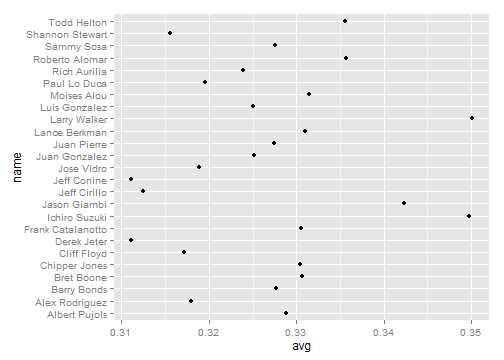 Todd Helton
Shannon Stewart
Sammy Sosa
Roberto Alomar
Rich Aurilia
Paul Lo Duca
Moises Alou
Luis Gonzalez
Larry Walker
Lance Berkman
Juan Pierre
Juan Gonzalez
Jose Vidro
Jeff Conine
Jeff Cirillo
Jason Giambi
Ichiro Suzuki
Frank Catalanotto
Derek Jeter
Cliff Floyd
Chipper Jones
Bret Boone
Barry Bonds
Alex Rodriguez
Albert Pujols
name
0.31 0.32 0.33 0.34 0.35
avg